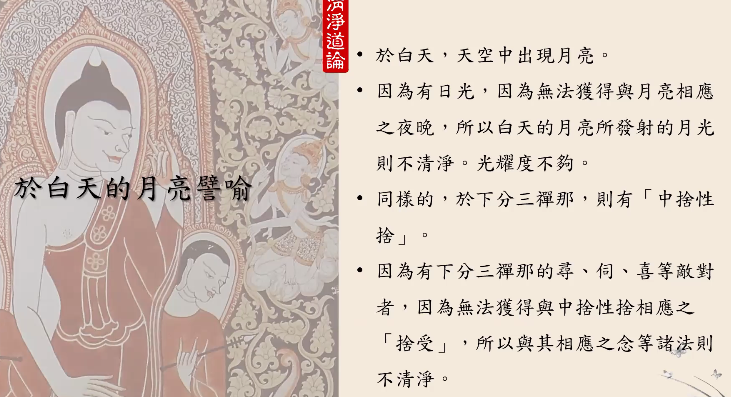 清淨道論
於白天的月亮譬喻
• 於白天，天空中出現月亮。
• 因為有日光，因為無法獲得與月亮相應
之夜晚，所以白天的月亮所發射的月光
則不清淨。光耀度不夠。
• 同樣的，於下分三禪那，則有「中捨性
捨」。
• 因為有下分三禪那的尋、伺、喜等敵對
者，因為無法獲得與中捨性捨相應之
「捨受」，所以與其相應之念等諸法則
不清淨。